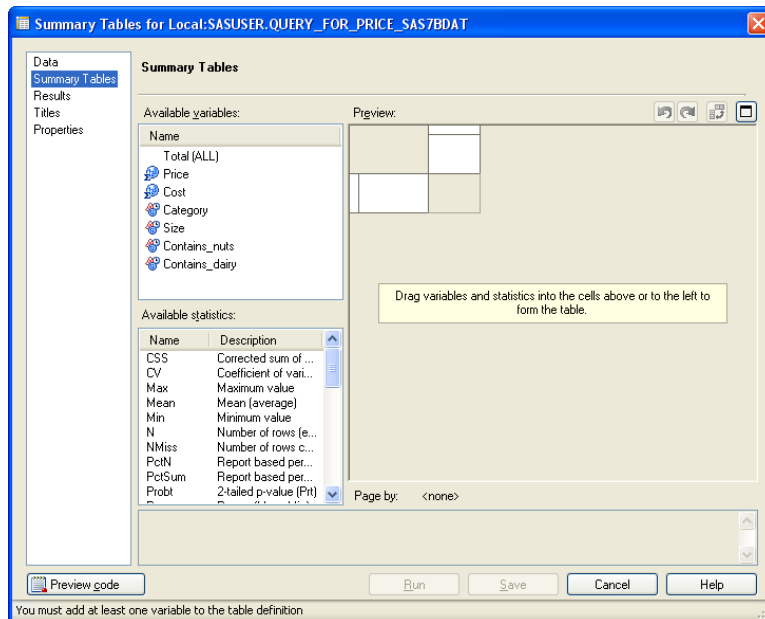 Summary Tables for Local:SASUSER.QUERY_FOR_PRICE_SAS7BDAT
Data
Summary Tables
Results
Titles
Properties
Summary Tables
Available variables:
Name
Total (ALL)
Price
Cost
Category
Size
Contains_nuts
Contains_dairy
Available statistics:
Name Description
CSS Corrected sum of ...
CV Coefficient of vari...
Max Maximum value
Mean Mean (average)
Min Minimum value
N Number of rows (e...
NMiss Number of rows c...
PctN Report based per...
PctSum Report based per...
Probt 2-tailed p-value (Prt)
Preview:
Drag variables and statistics into the cells above or to the left to
form the table.
Page by: <none>
Preview code
Run
Save
Cancel
Help
You must add at least one variable to the table definition